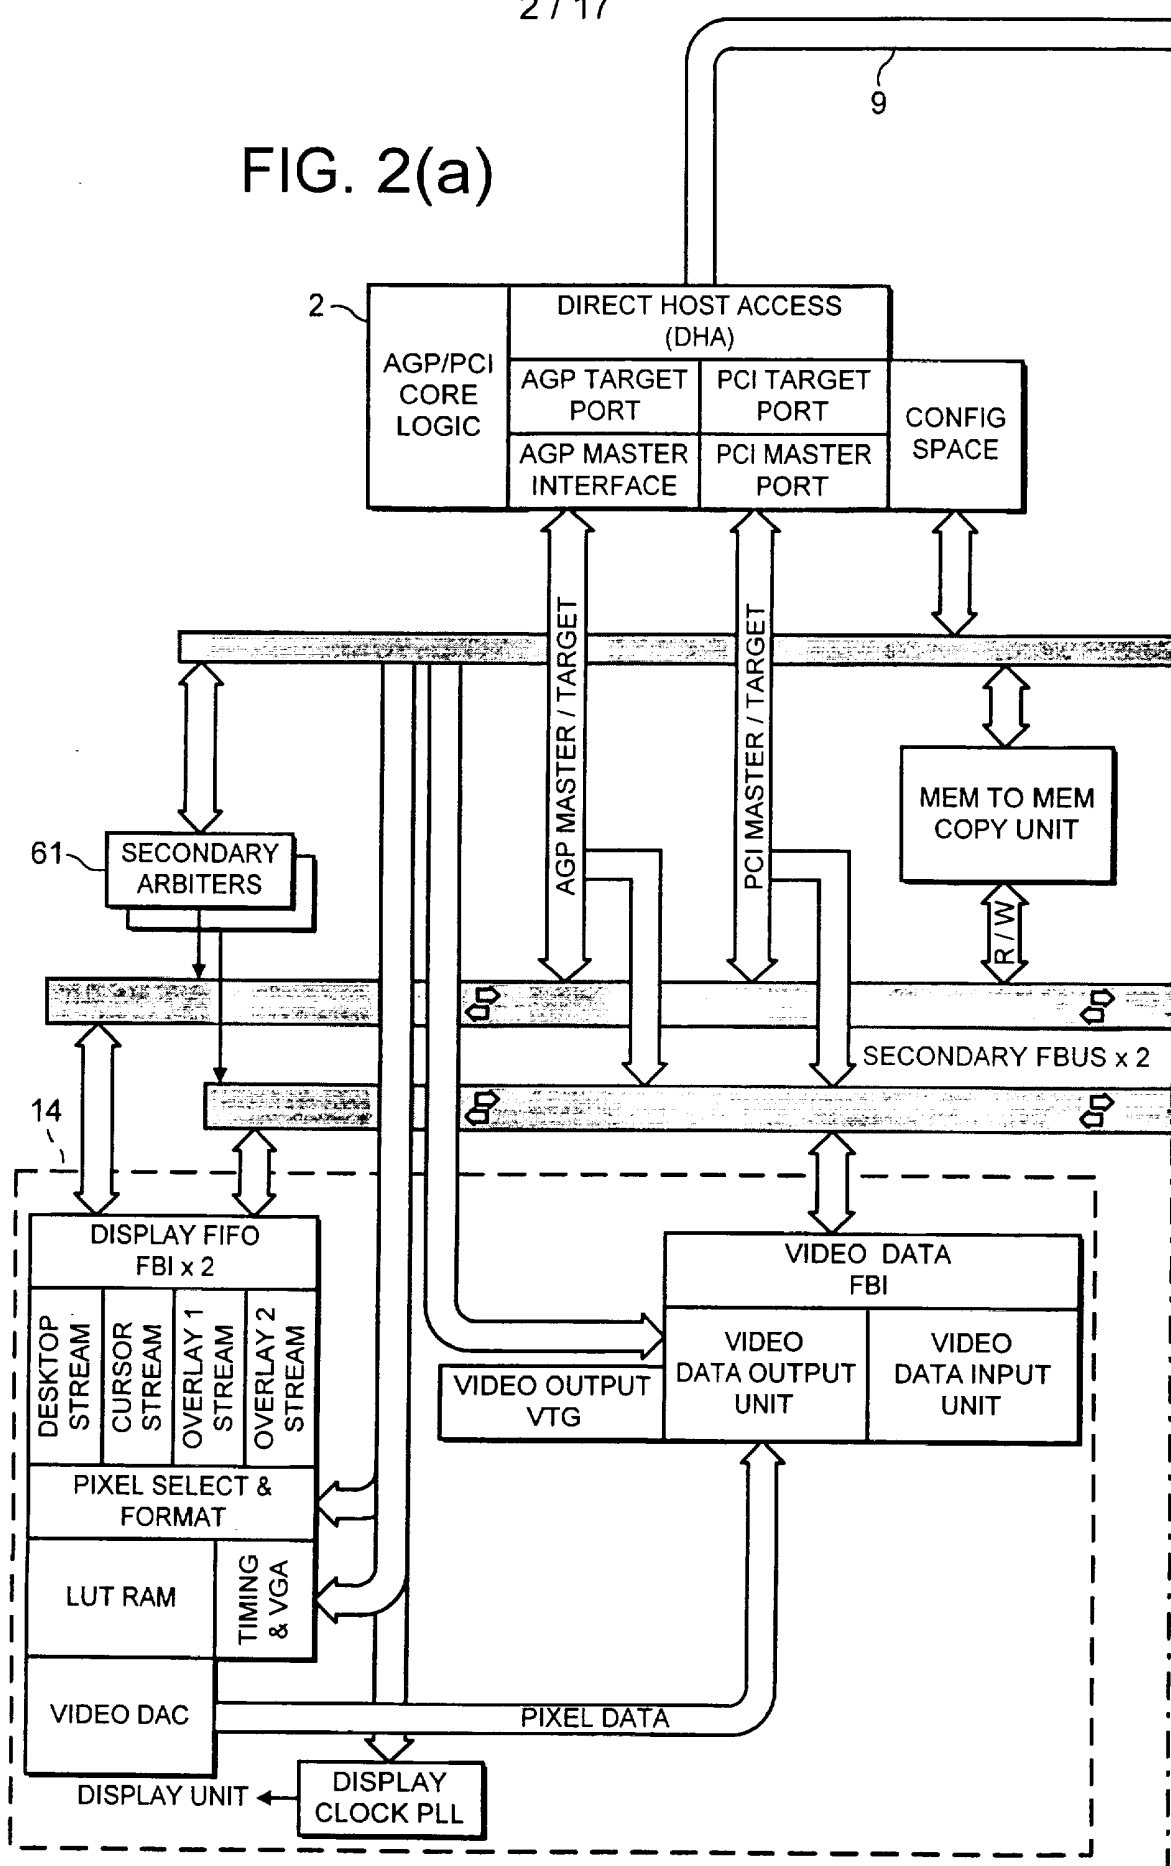 2 / 17
9
FIG. 2(a)
2
DIRECT HOST ACCESS
(DHA)
AGP/PCI
CORE
LOGIC
AGP TARGET
PORT
PCI TARGET
PORT
CONFIG
SPACE
AGP MASTER
INTERFACE
PCI MASTER
PORT
AGP MASTER / TARGET
PCI MASTER / TARGET
MEM TO MEM
COPY UNIT
61
SECONDARY
ARBITERS
R / W
SECONDARY FBUS x 2
14
DISPLAY FIFO
FBI x 2
VIDEO DATA
FBI
DESKTOP
STREAM
CURSOR
STREAM
OVERLAY 1
STREAM
OVERLAY 2
STREAM
VIDEO
DATA OUTPUT
UNIT
VIDEO
DATA INPUT
UNIT
VIDEO OUTPUT
VTG
PIXEL SELECT &
FORMAT
LUT RAM
TIMING
& VGA
VIDEO DAC
PIXEL DATA
DISPLAY UNIT
DISPLAY
CLOCK PLL